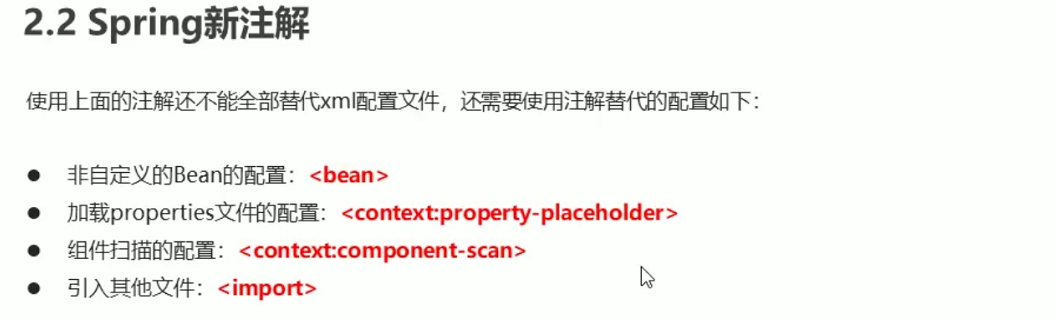 2.2 Spring新注解
使用上面的注解还不能全部替代xml配置文件，还需要使用注解替代的配置如下：
● 非自定义的Bean的配置：<bean>
● 加载properties文件的配置：<context:property-placeholder>
● 组件扫描的配置：<context:component-scan>
● 引入其他文件：<import>